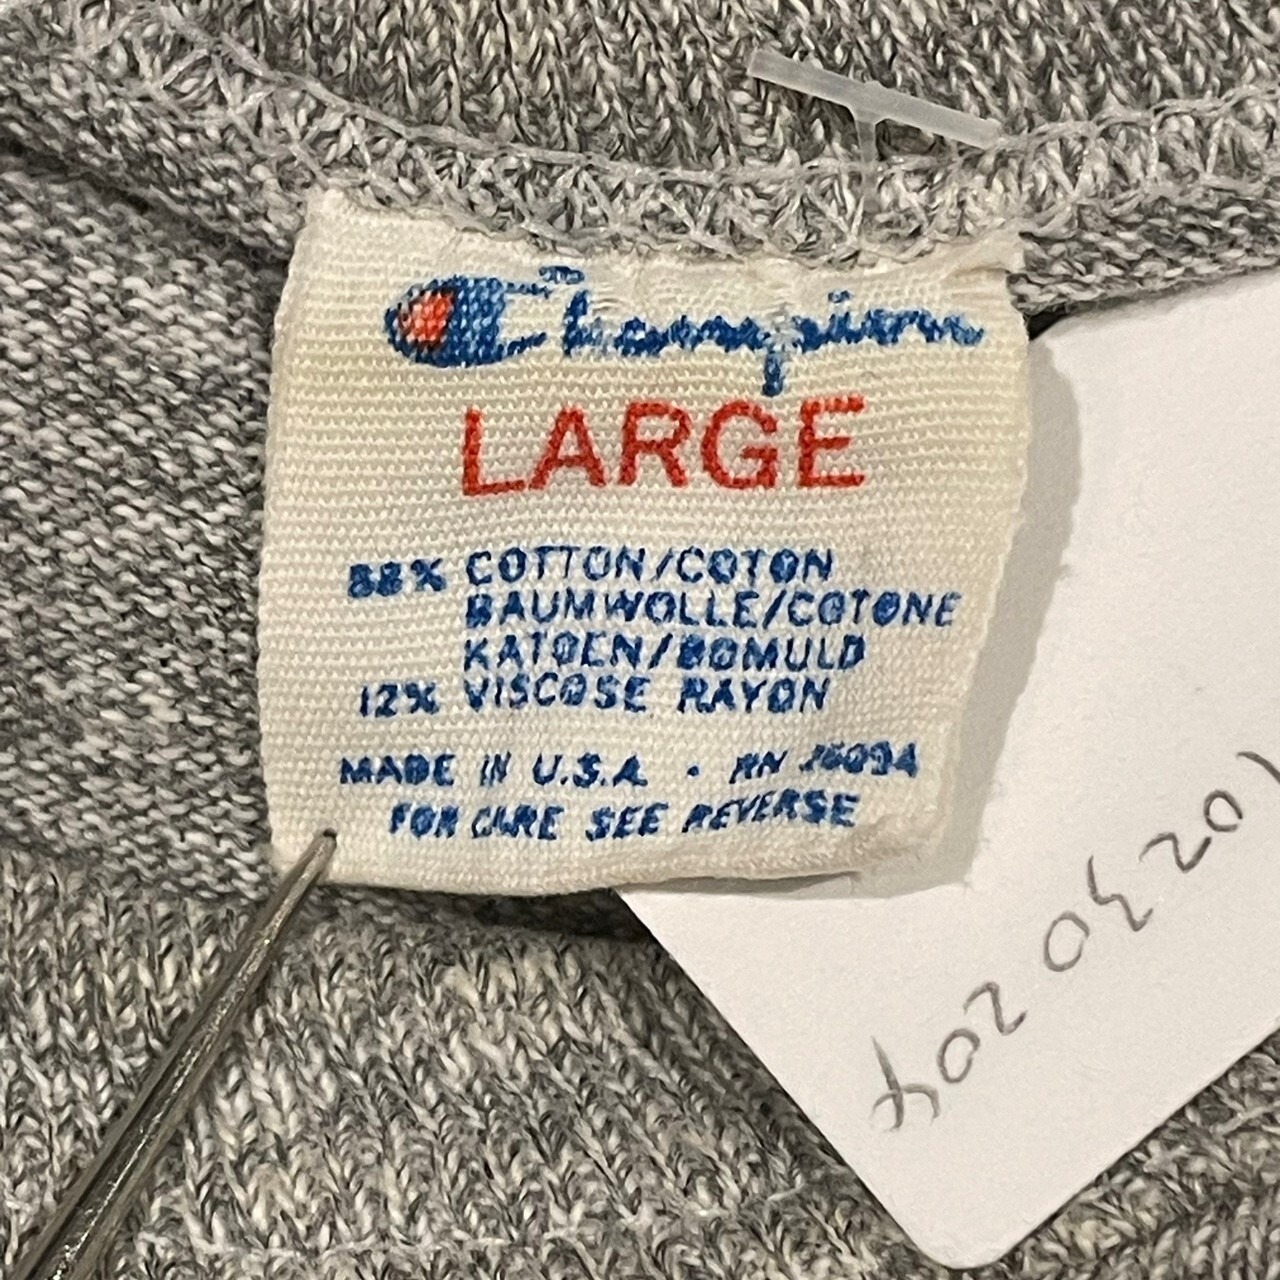 Champion
LARGE
88% COTTON/COTON
BAUMWOLLE/COTONE
KATOEN/BOMULD
12% VISCOSE RAYON
MADE IN U.S.A. · RN 26094
FOR CARE SEE REVERSE